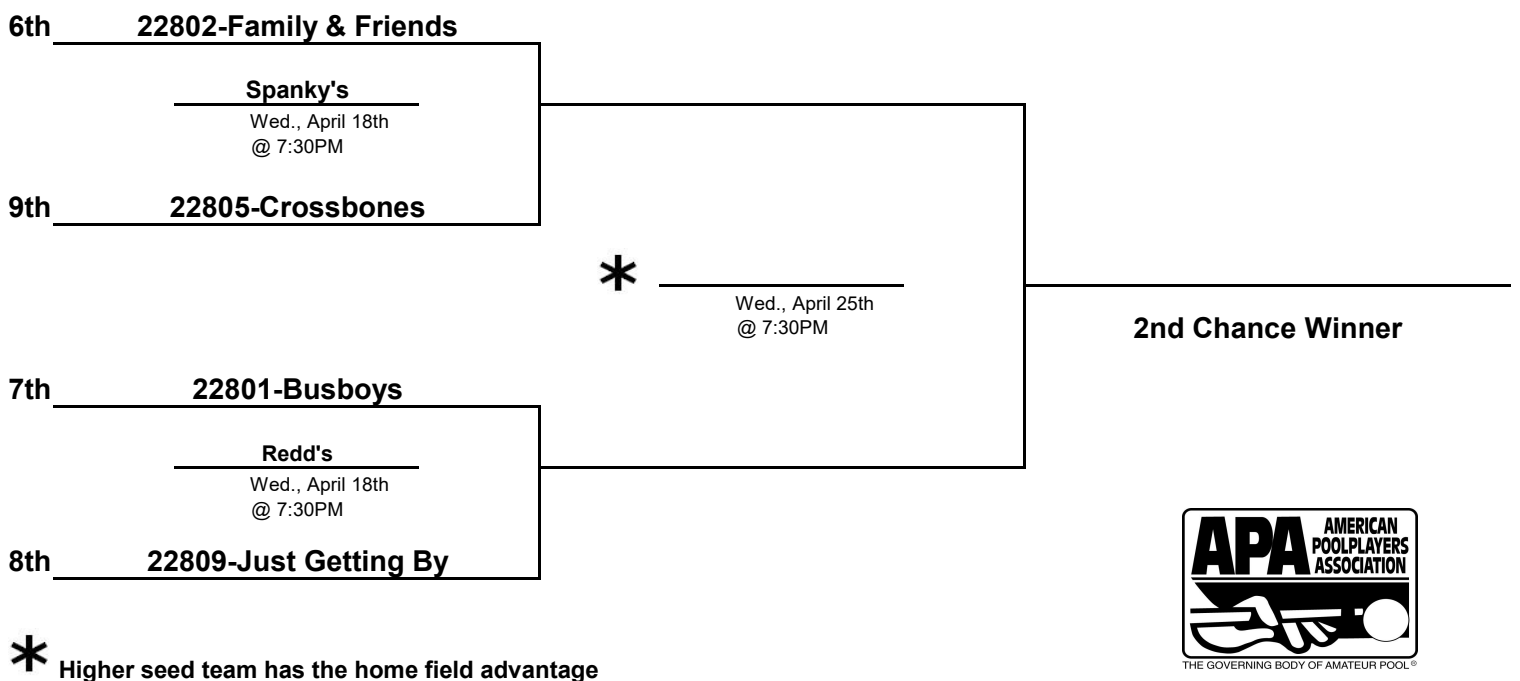 6th 22802-Family & Friends
Spanky's
Wed., April 18th
@ 7:30PM
9th 22805-Crossbones
*
Wed., April 25th
@ 7:30PM
2nd Chance Winner
7th 22801-Busboys
Redd's
Wed., April 18th
@ 7:30PM
8th 22809-Just Getting By
* Higher seed team has the home field advantage
APA AMERICAN
POOLPLAYERS
ASSOCIATION
THE GOVERNING BODY OF AMATEUR POOL®